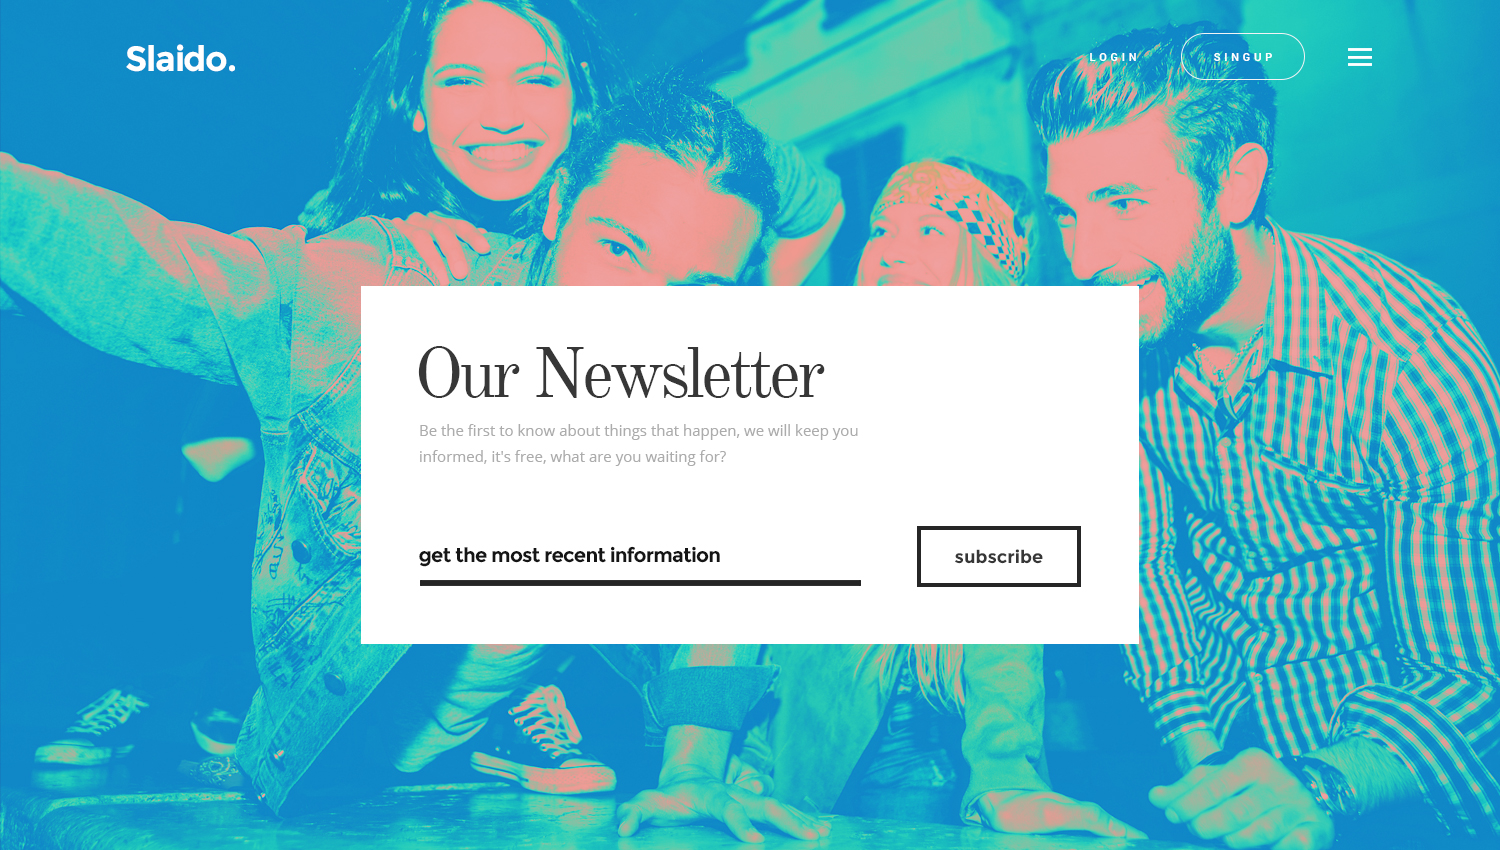 Slaido.
LOGIN
SINGUP
Our Newsletter
Be the first to know about things that happen, we will keep you
informed, it's free, what are you waiting for?
get the most recent information
subscribe